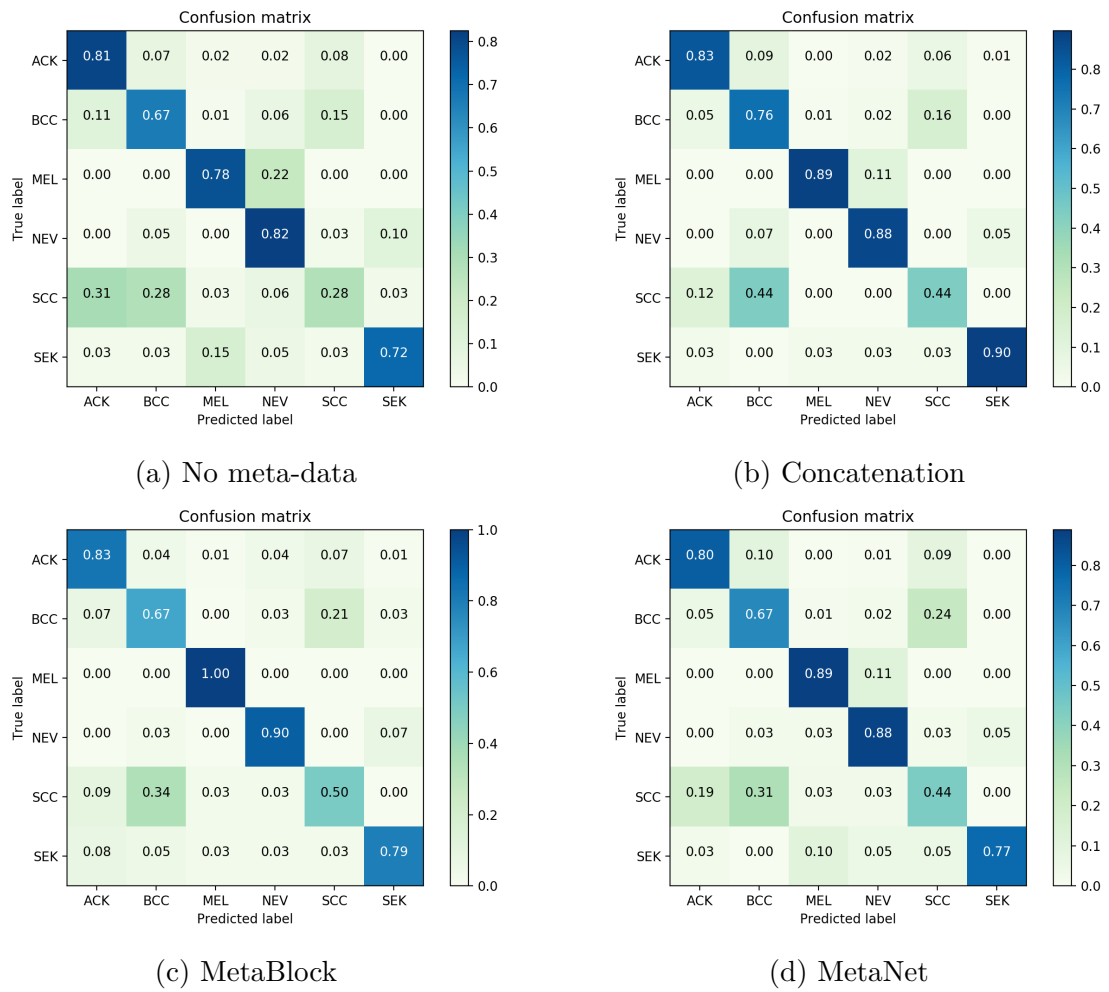 Confusion matrix
ACK 0.81 0.07 0.02 0.02 0.08 0.00
BCC 0.11 0.67 0.01 0.06 0.15 0.00
MEL 0.00 0.00 0.78 0.22 0.00 0.00
NEV 0.00 0.05 0.00 0.82 0.03 0.10
SCC 0.31 0.28 0.03 0.06 0.28 0.03
SEK 0.03 0.03 0.15 0.05 0.03 0.72
ACK BCC MEL NEV SCC SEK
Predicted label
True label
0.8
0.7
0.6
0.5
0.4
0.3
0.2
0.1
0.0
(a) No meta-data
Confusion matrix
ACK 0.83 0.09 0.00 0.02 0.06 0.01
BCC 0.05 0.76 0.01 0.02 0.16 0.00
MEL 0.00 0.00 0.89 0.11 0.00 0.00
NEV 0.00 0.07 0.00 0.88 0.00 0.05
SCC 0.12 0.44 0.00 0.00 0.44 0.00
SEK 0.03 0.00 0.03 0.03 0.03 0.90
ACK BCC MEL NEV SCC SEK
Predicted label
True label
0.8
0.7
0.6
0.5
0.4
0.3
0.2
0.1
0.0
(b) Concatenation
Confusion matrix
ACK 0.83 0.04 0.01 0.04 0.07 0.01
BCC 0.07 0.67 0.00 0.03 0.21 0.03
MEL 0.00 0.00 1.00 0.00 0.00 0.00
NEV 0.00 0.03 0.00 0.90 0.00 0.07
SCC 0.09 0.34 0.03 0.03 0.50 0.00
SEK 0.08 0.05 0.03 0.03 0.03 0.79
ACK BCC MEL NEV SCC SEK
Predicted label
True label
1.0
0.8
0.6
0.4
0.2
0.0
(c) MetaBlock
Confusion matrix
ACK 0.80 0.10 0.00 0.01 0.09 0.00
BCC 0.05 0.67 0.01 0.02 0.24 0.00
MEL 0.00 0.00 0.89 0.11 0.00 0.00
NEV 0.00 0.03 0.03 0.88 0.03 0.05
SCC 0.19 0.31 0.03 0.03 0.44 0.00
SEK 0.03 0.00 0.10 0.05 0.05 0.77
ACK BCC MEL NEV SCC SEK
Predicted label
True label
0.8
0.7
0.6
0.5
0.4
0.3
0.2
0.1
0.0
(d) MetaNet